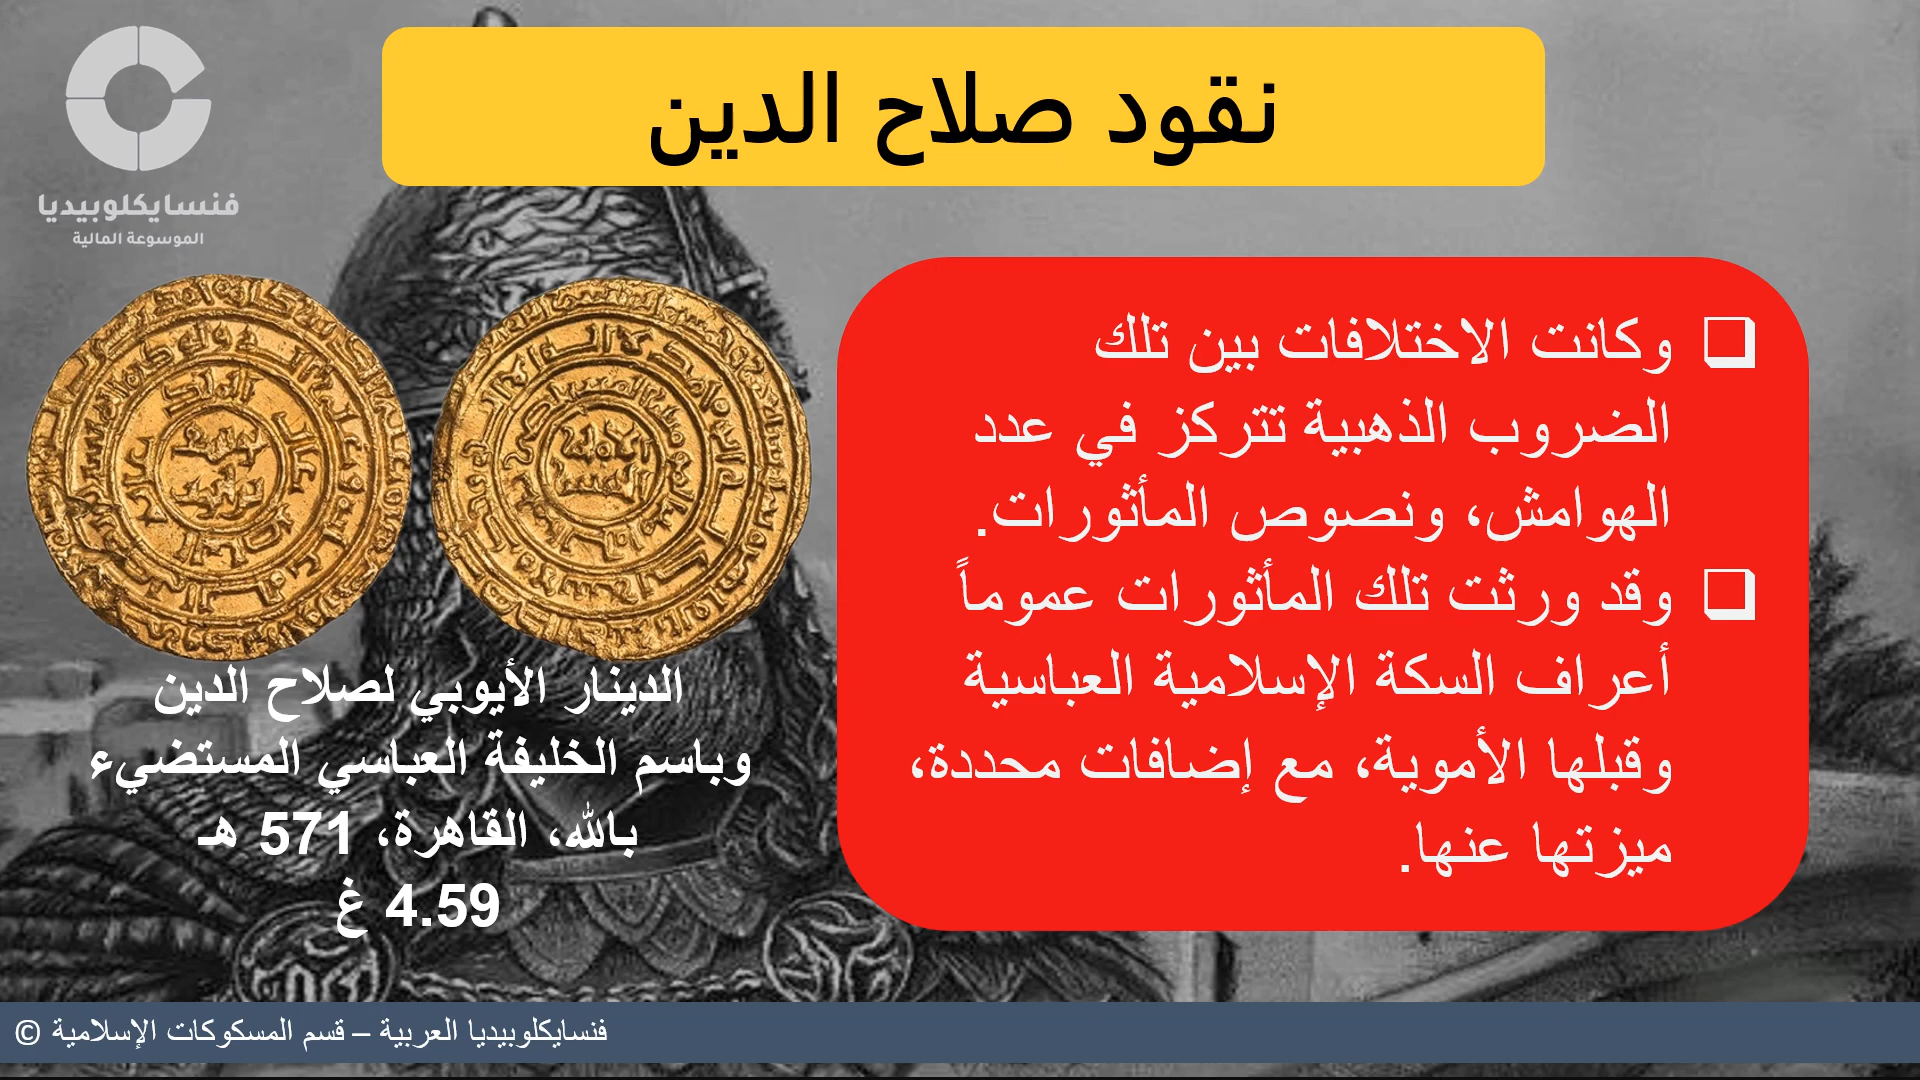 نقود صلاح الدين
فنسايكلوبيديا
الموسوعة المالية
❑ وكانت الاختلافات بين تلك
الضروب الذهبية تتركز في عدد
الهوامش، ونصوص المأثورات.
❑ وقد ورثت تلك المأثورات عموماً
أعراف السكة الإسلامية العباسية
وقبلها الأموية، مع إضافات محددة،
ميزتها عنها.
الدينار الأيوبي لصلاح الدين
وباسم الخليفة العباسي المستضيء
بالله، القاهرة، 571 هـ
4.59 غ
فنسايكلوبيديا العربية – قسم المسكوكات الإسلامية ©